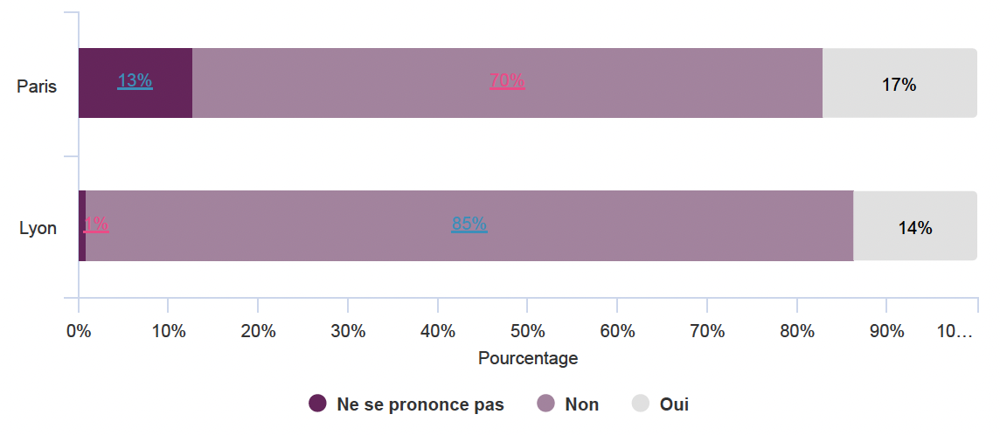 Paris
13%
70%
17%
Lyon
1%
85%
14%
0% 10% 20% 30% 40% 50% 60% 70% 80% 90% 10…
Pourcentage
Ne se prononce pas Non Oui